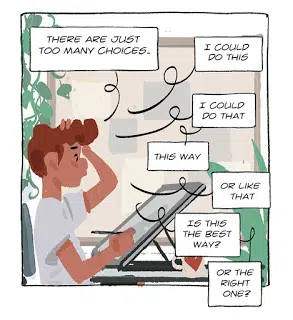 THERE ARE JUST
TOO MANY CHOICES..
I COULD
DO THIS
I COULD
DO THAT
THIS WAY
OR LIKE
THAT
IS THIS
THE BEST
WAY?
OR THE
RIGHT
ONE?